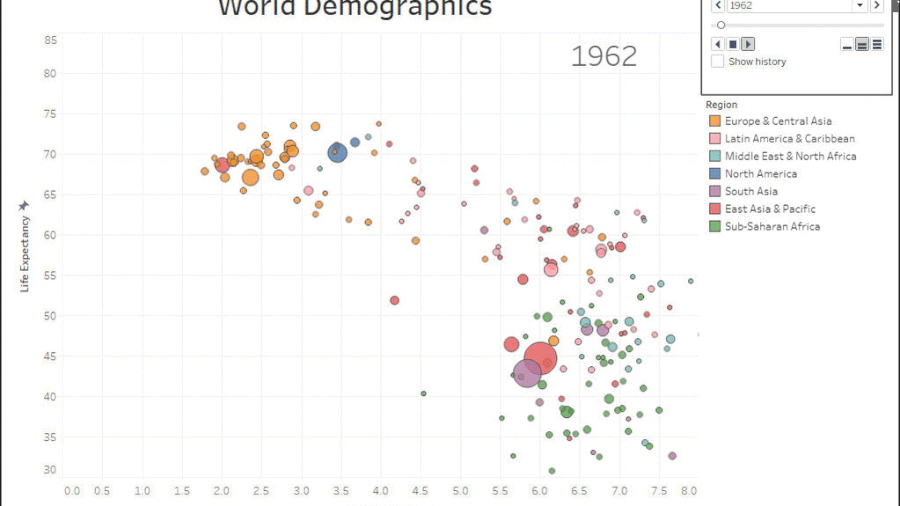 World Demographics
1962
1962
Show history
Region
Europe & Central Asia
Latin America & Caribbean
Middle East & North Africa
North America
South Asia
East Asia & Pacific
Sub-Saharan Africa
Life Expectancy
85
80
75
70
65
60
55
50
45
40
35
30
0.0 0.5 1.0 1.5 2.0 2.5 3.0 3.5 4.0 4.5 5.0 5.5 6.0 6.5 7.0 7.5 8.0